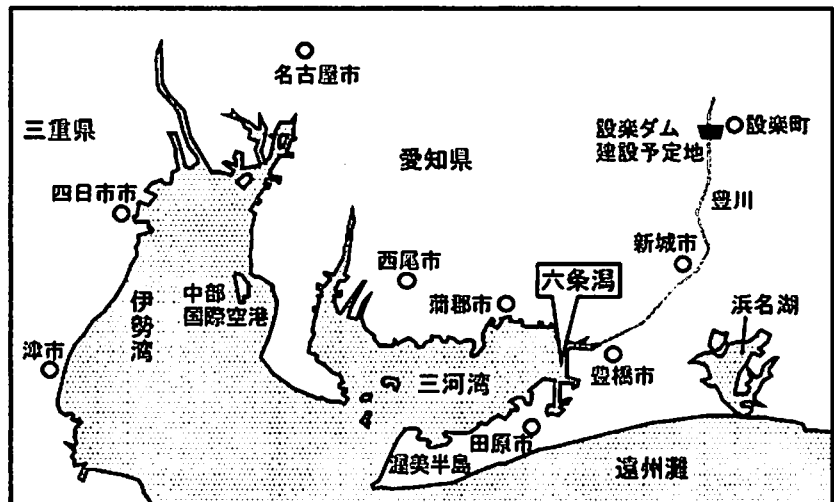 名古屋市
三重県
設楽ダム
建設予定地
設楽町
愛知県
四日市市
豊川
新城市
西尾市
六条潟
伊勢湾
中部
国際空港
蒲郡市
浜名湖
津市
三河湾
豊橋市
田原市
渥美半島
遠州灘